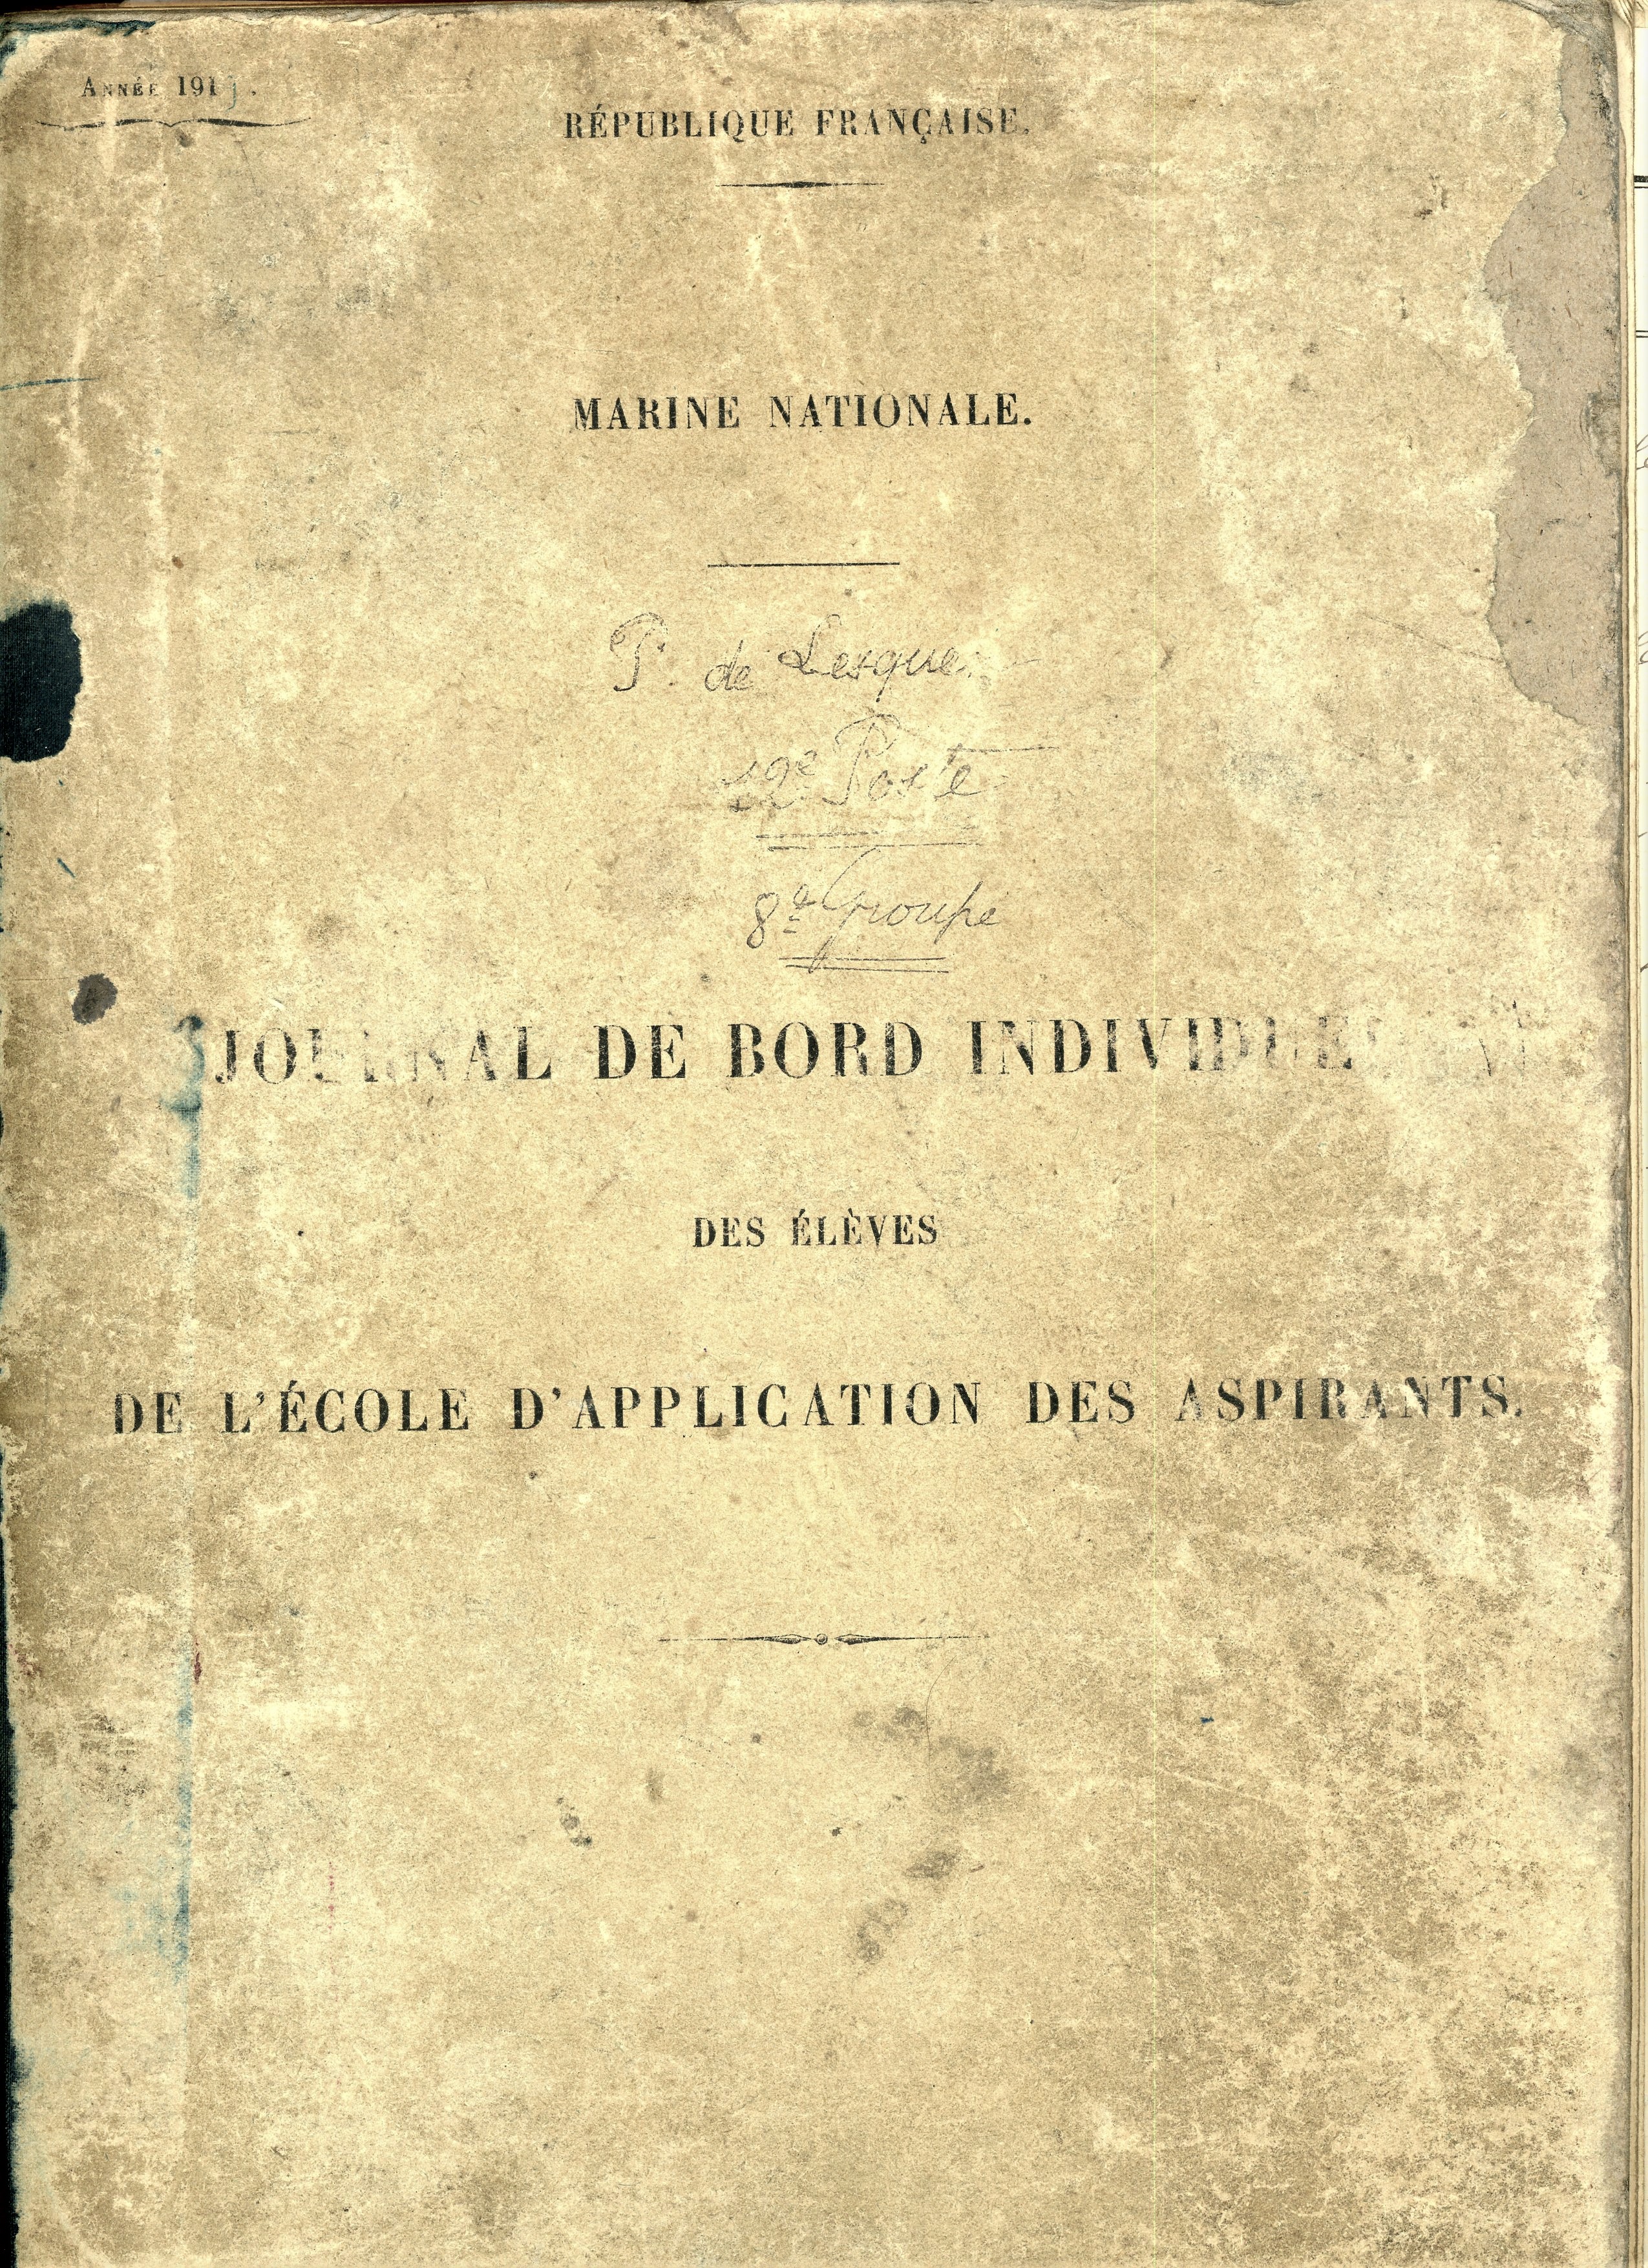 ANNÉE 191
RÉPUBLIQUE FRANÇAISE.
MARINE NATIONALE.
P. de Lesquen
12e Poste
8e Groupe
JOURNAL DE BORD INDIVIDUEL
DES ÉLÈVES
DE L'ÉCOLE D'APPLICATION DES ASPIRANTS.